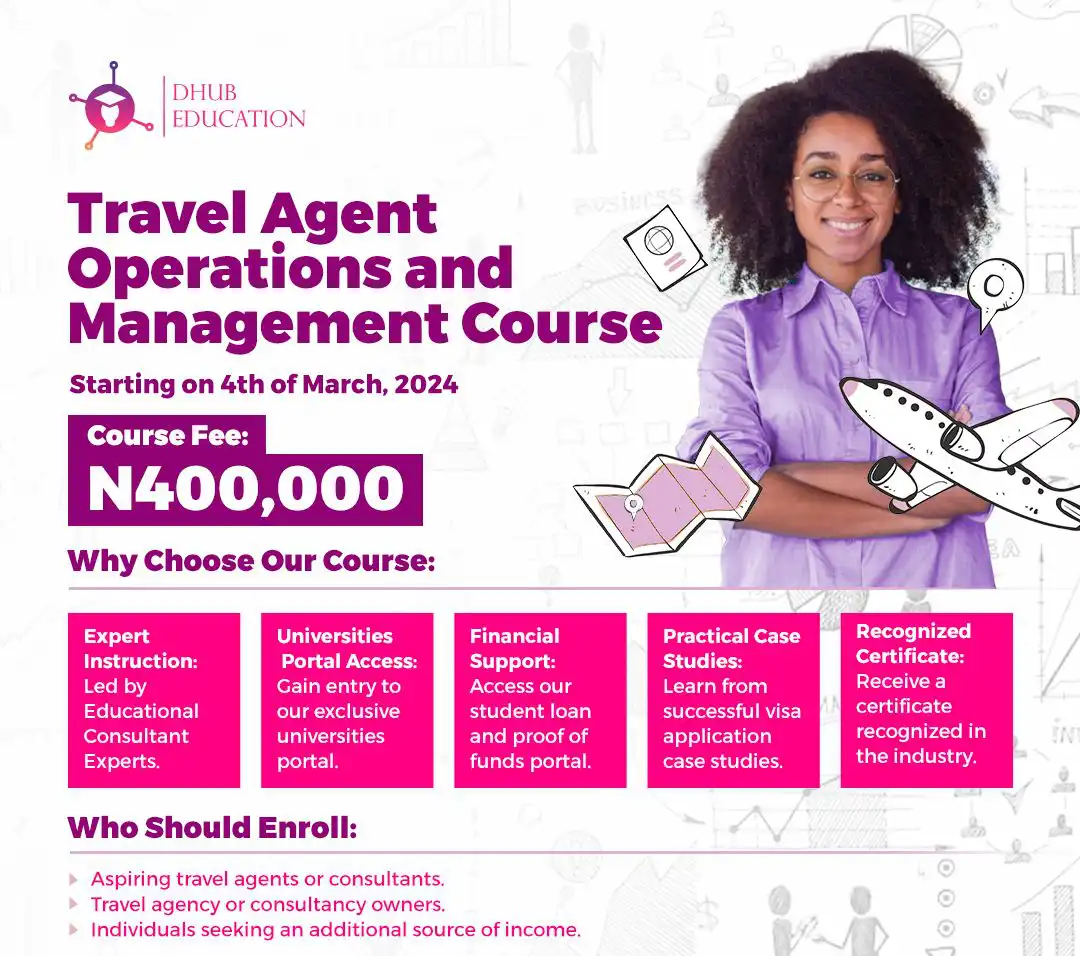 DHUB
EDUCATION
Travel Agent
Operations and
Management Course
Starting on 4th of March, 2024
Course Fee:
N400,000
Why Choose Our Course:
Expert
Instruction:
Led by
Educational
Consultant
Experts.
Universities
Portal Access:
Gain entry to
our exclusive
universities
portal.
Financial
Support:
Access our
student loan
and proof of
funds portal.
Practical Case
Studies:
Learn from
successful visa
application
case studies.
Recognized
Certificate:
Receive a
certificate
recognized in
the industry.
Who Should Enroll:
Aspiring travel agents or consultants.
Travel agency or consultancy owners.
Individuals seeking an additional source of income.
BUSINESS